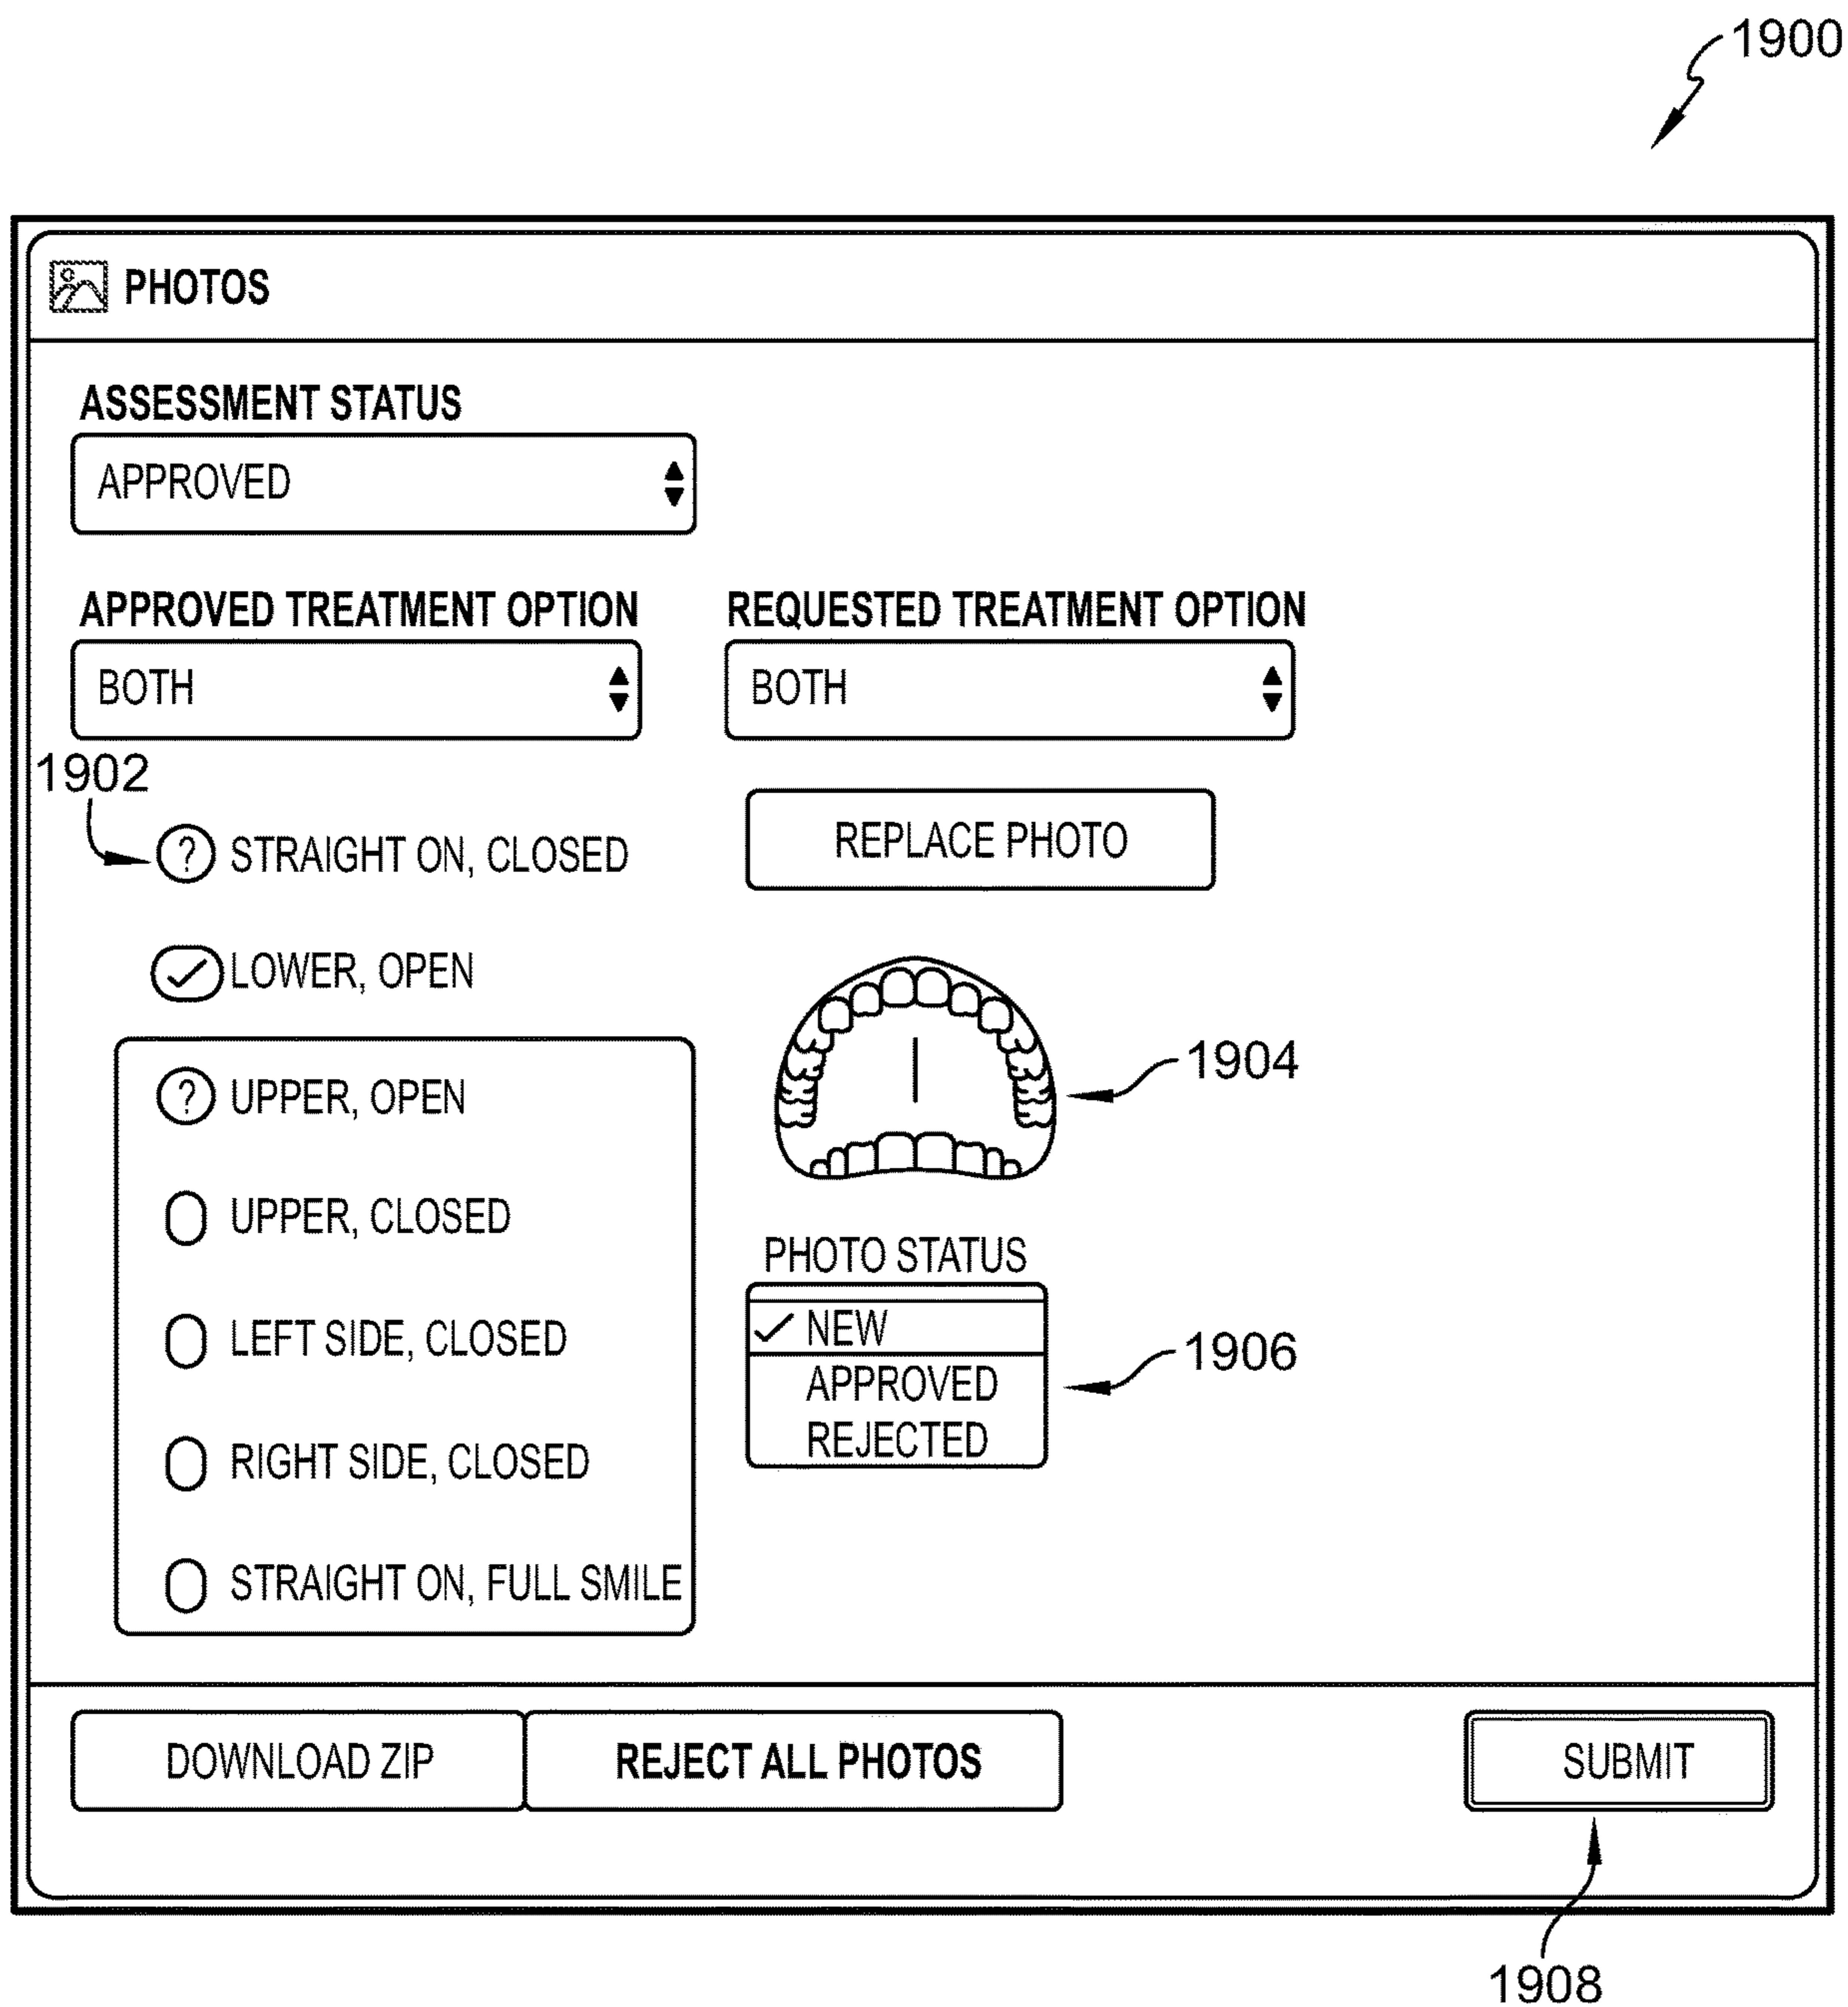 1900
PHOTOS
ASSESSMENT STATUS
APPROVED
APPROVED TREATMENT OPTION
REQUESTED TREATMENT OPTION
BOTH
BOTH
1902
? STRAIGHT ON, CLOSED
REPLACE PHOTO
LOWER, OPEN
? UPPER, OPEN
1904
UPPER, CLOSED
LEFT SIDE, CLOSED
RIGHT SIDE, CLOSED
STRAIGHT ON, FULL SMILE
PHOTO STATUS
NEW
APPROVED
REJECTED
1906
DOWNLOAD ZIP
REJECT ALL PHOTOS
SUBMIT
1908